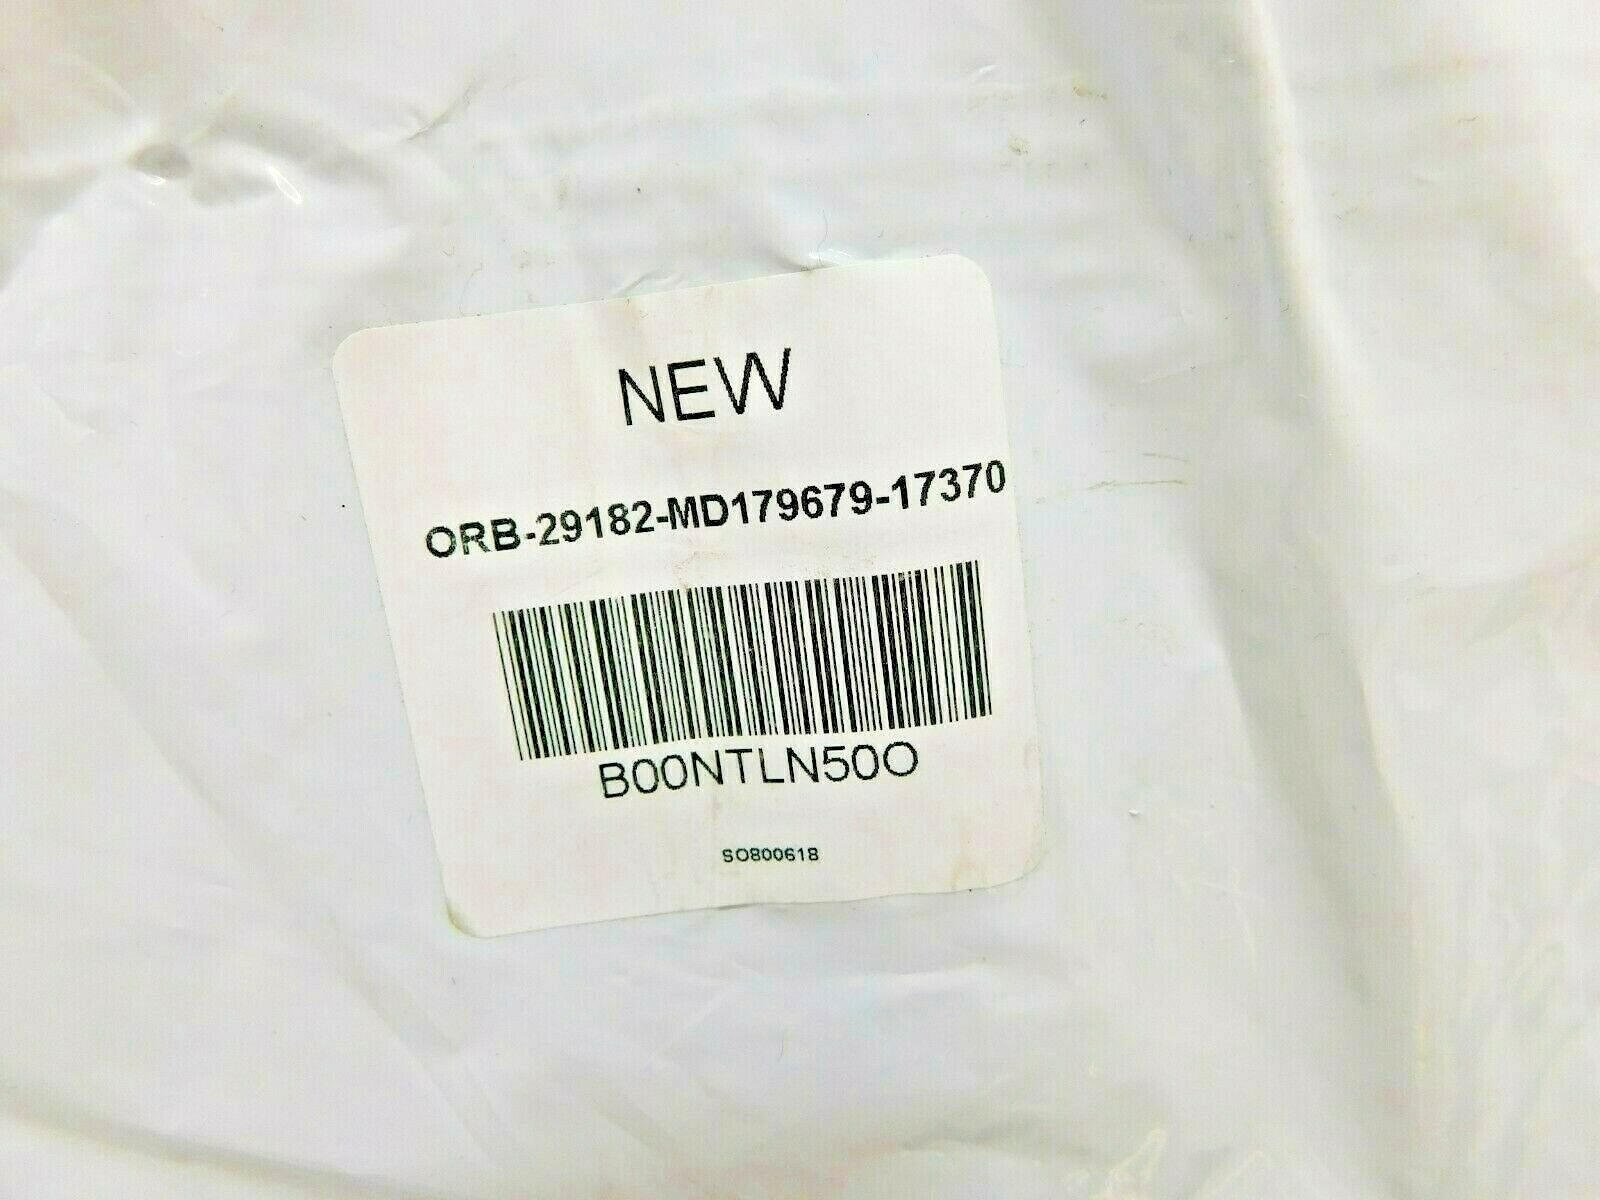 NEW
ORB-29182-MD179679-17370
B00NTLN50O
SO800618